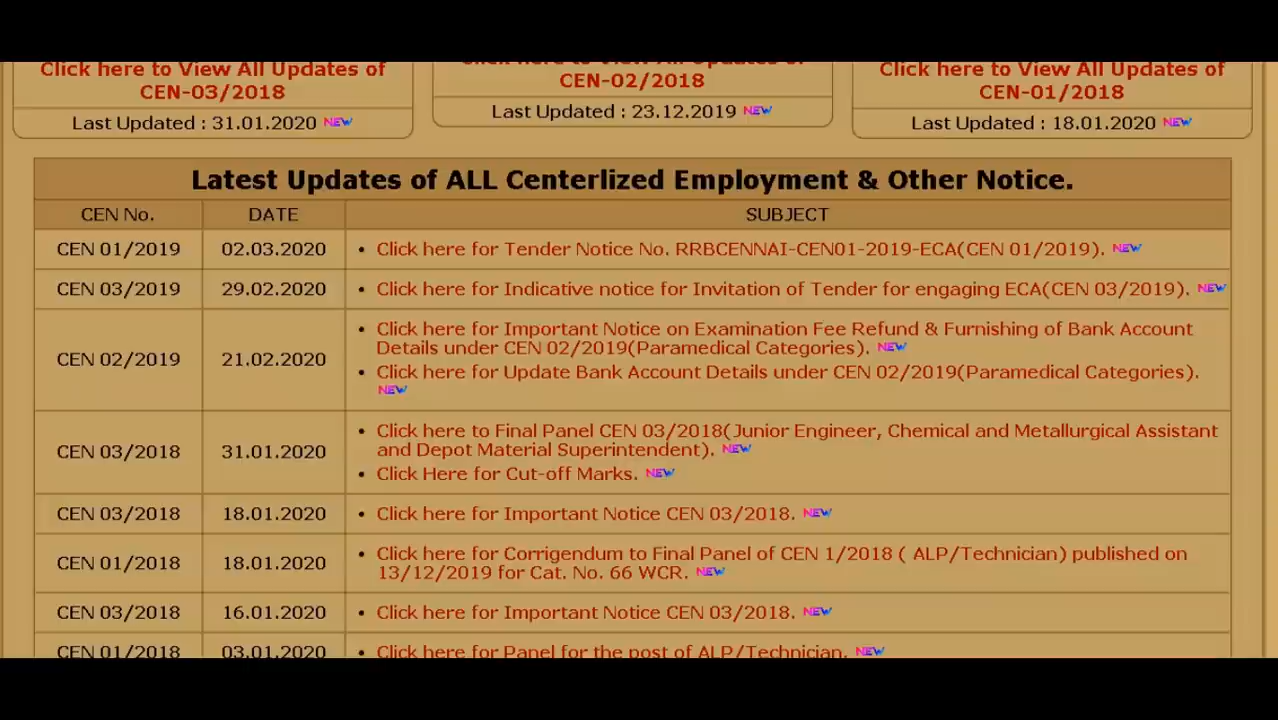 Click here to View All Updates of
CEN-03/2018
Last Updated : 31.01.2020 NEW
Click here to View All Updates of
CEN-02/2018
Last Updated : 23.12.2019 NEW
Click here to View All Updates of
CEN-01/2018
Last Updated : 18.01.2020 NEW
Latest Updates of ALL Centerlized Employment & Other Notice.
CEN No. DATE SUBJECT
CEN 01/2019 02.03.2020 • Click here for Tender Notice No. RRBCENNAI-CEN01-2019-ECA(CEN 01/2019). NEW
CEN 03/2019 29.02.2020 • Click here for Indicative notice for Invitation of Tender for engaging ECA(CEN 03/2019). NEW
CEN 02/2019 21.02.2020 • Click here for Important Notice on Examination Fee Refund & Furnishing of Bank Account
Details under CEN 02/2019(Paramedical Categories). NEW
• Click here for Update Bank Account Details under CEN 02/2019(Paramedical Categories).
NEW
CEN 03/2018 31.01.2020 • Click here to Final Panel CEN 03/2018(Junior Engineer, Chemical and Metallurgical Assistant
and Depot Material Superintendent). NEW
• Click Here for Cut-off Marks. NEW
CEN 03/2018 18.01.2020 • Click here for Important Notice CEN 03/2018. NEW
CEN 01/2018 18.01.2020 • Click here for Corrigendum to Final Panel of CEN 1/2018 ( ALP/Technician) published on
13/12/2019 for Cat. No. 66 WCR. NEW
CEN 03/2018 16.01.2020 • Click here for Important Notice CEN 03/2018. NEW
CEN 01/2018 03.01.2020 • Click here for Panel for the post of ALP/Technician. NEW